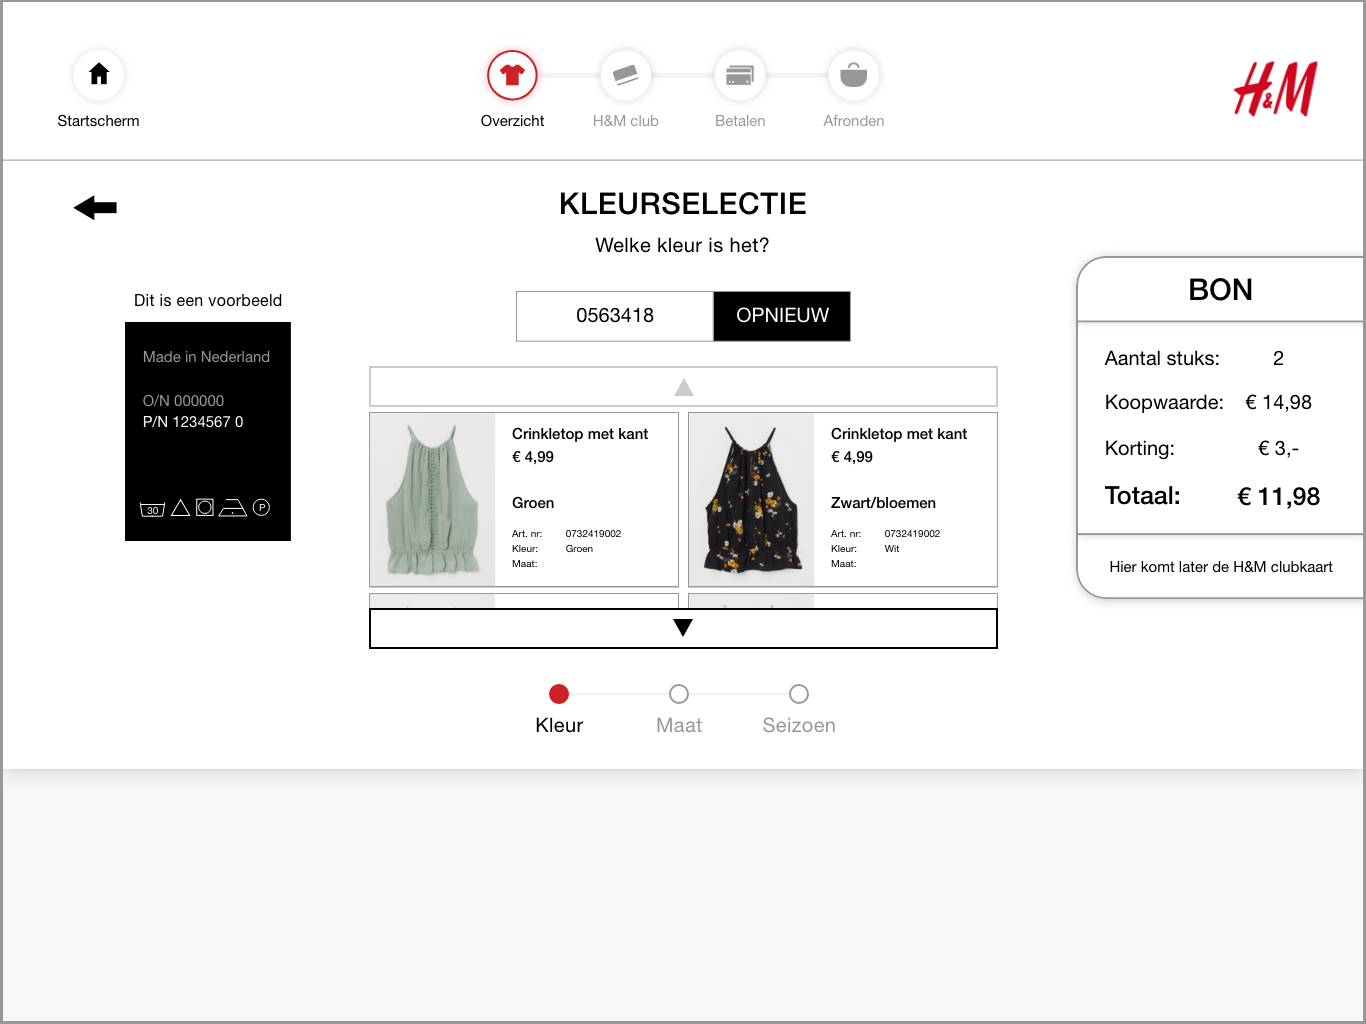 Startscherm
Overzicht
H&M club
Betalen
Afronden
H&M
KLEURSELECTIE
Welke kleur is het?
Dit is een voorbeeld
Made in Nederland
O/N 000000
P/N 1234567 0
30
P
0563418
OPNIEUW
Crinkletop met kant
€ 4,99
Groen
Art. nr: 0732419002
Kleur: Groen
Maat:
Crinkletop met kant
€ 4,99
Zwart/bloemen
Art. nr: 0732419002
Kleur: Wit
Maat:
Kleur
Maat
Seizoen
BON
Aantal stuks: 2
Koopwaarde: € 14,98
Korting: € 3,-
Totaal: € 11,98
Hier komt later de H&M clubkaart